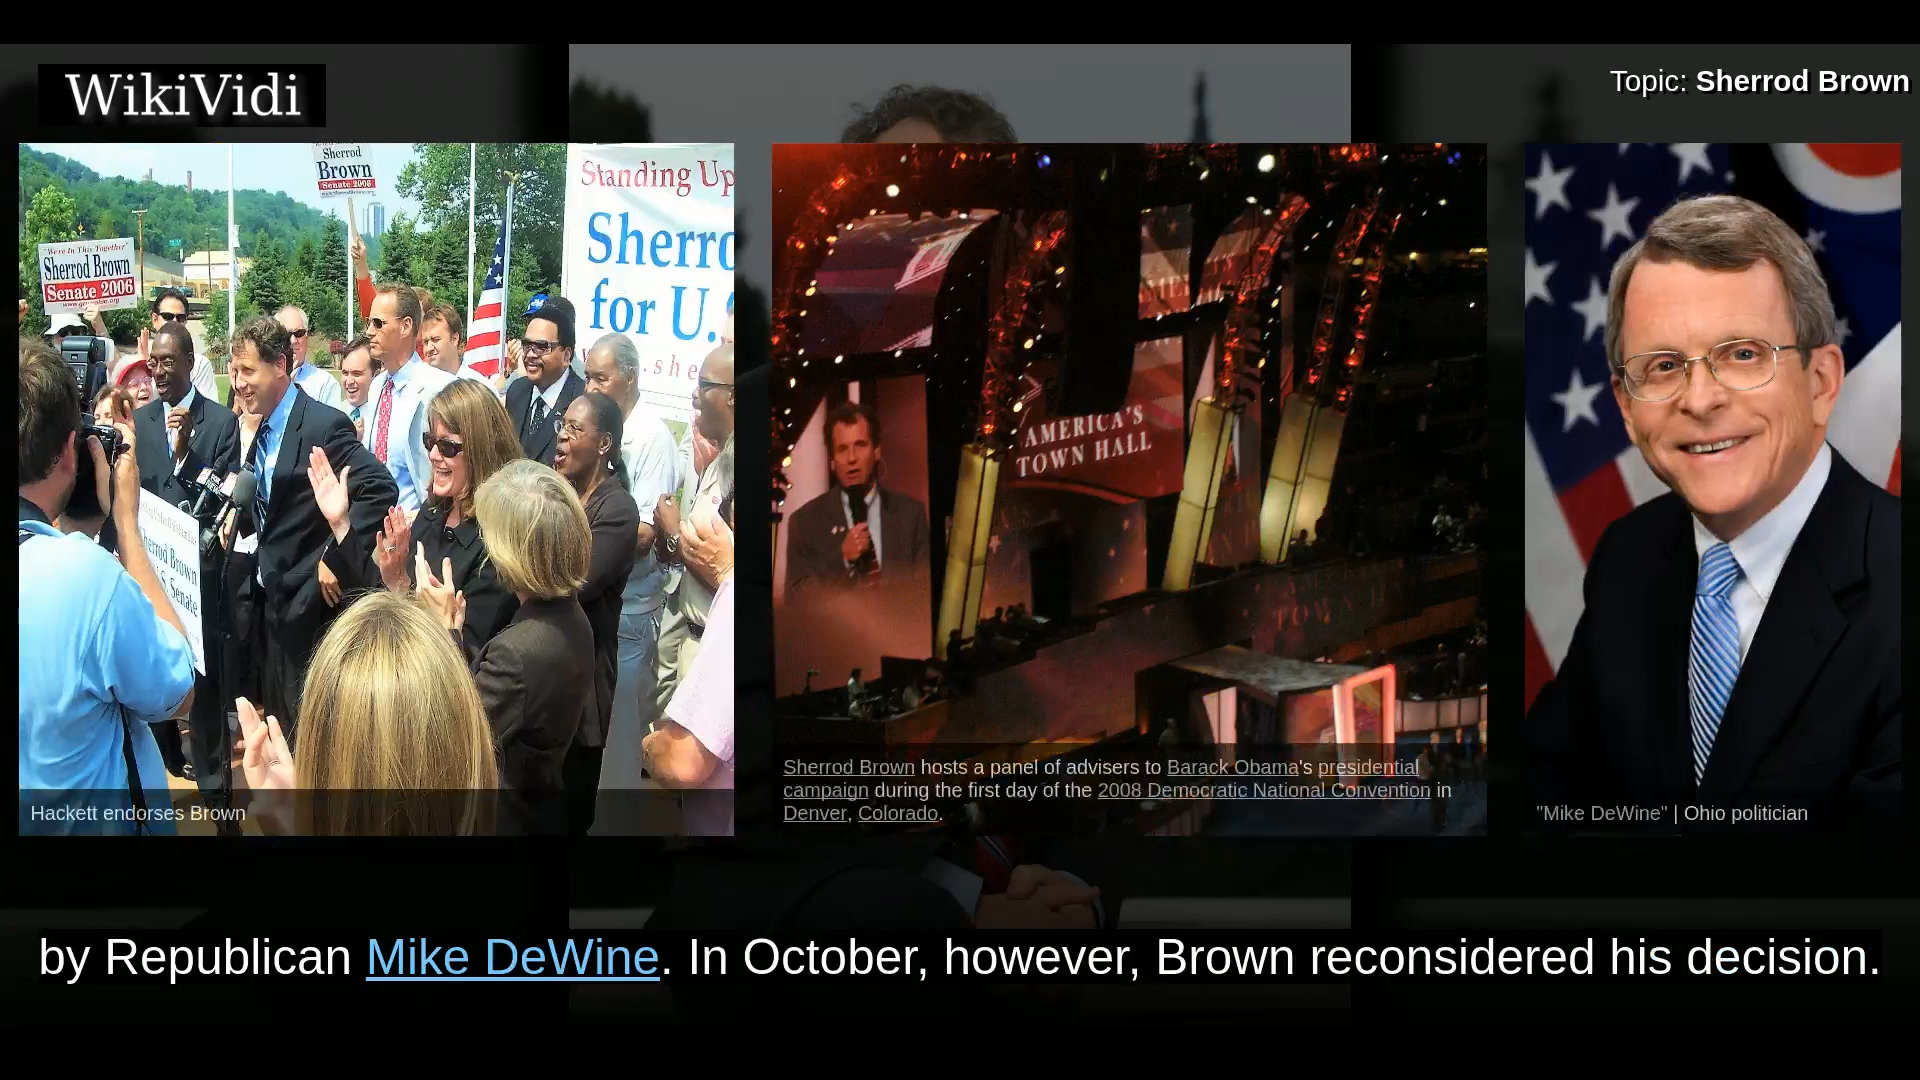 WikiVidi
Topic: Sherrod Brown
Sherrod
Brown
Senate 2006
"We're In This Together"
Sherrod Brown
Senate 2006
Standing Up
Sherro
for U.S
Sherrod Brown
Senate
AMERICA'S
TOWN HALL
Hackett endorses Brown
Sherrod Brown hosts a panel of advisers to Barack Obama's presidential
campaign during the first day of the 2008 Democratic National Convention in
Denver, Colorado.
"Mike DeWine" | Ohio politician
by Republican Mike DeWine. In October, however, Brown reconsidered his decision.